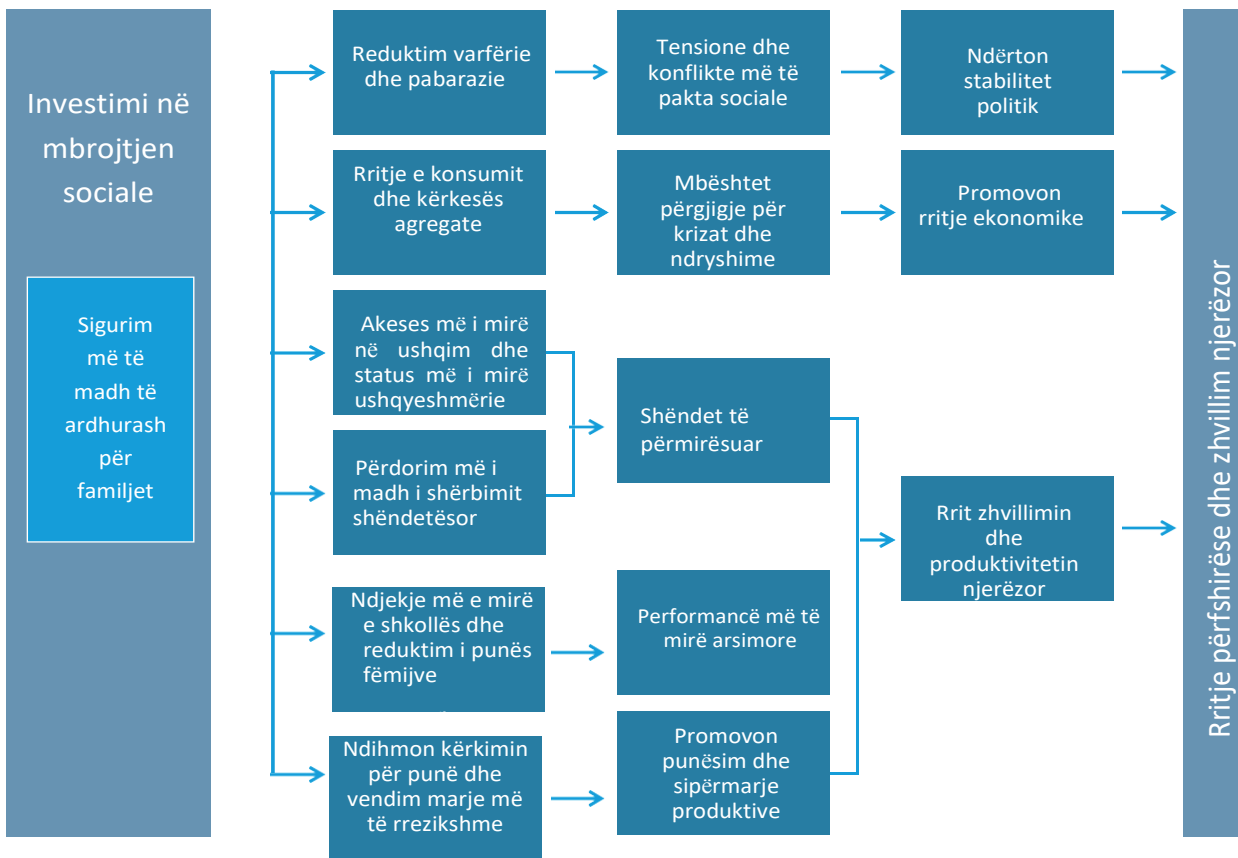 Investimi në
mbrojtjen
sociale
Sigurim
më të
madh të
ardhurash
për
familjet
Reduktim varfërie
dhe pabarazie
Tensione dhe
konflikte më të
pakta sociale
Ndërton
stabilitet
politik
Rritje e konsumit
dhe kërkesës
agregate
Mbështet
përgjigje për
krizat dhe
ndryshime
Promovon
rritje ekonomike
Akeses më i mirë
në ushqim dhe
status më i mirë
ushqyeshmërie
Përdorim më i
madh i shërbimit
shëndetësor
Shëndet të
përmirësuar
Ndjekje më e mirë
e shkollës dhe
reduktim i punës
fëmijve
Performancë më të
mirë arsimore
Ndihmon kërkimin
për punë dhe
vendim marje më
të rrezikshme
Promovon
punësim dhe
sipërmarje
produktive
Rrit zhvillimin
dhe
produktivitetin
njerëzor
Rritje përfshirëse dhe zhvillim njerëzor